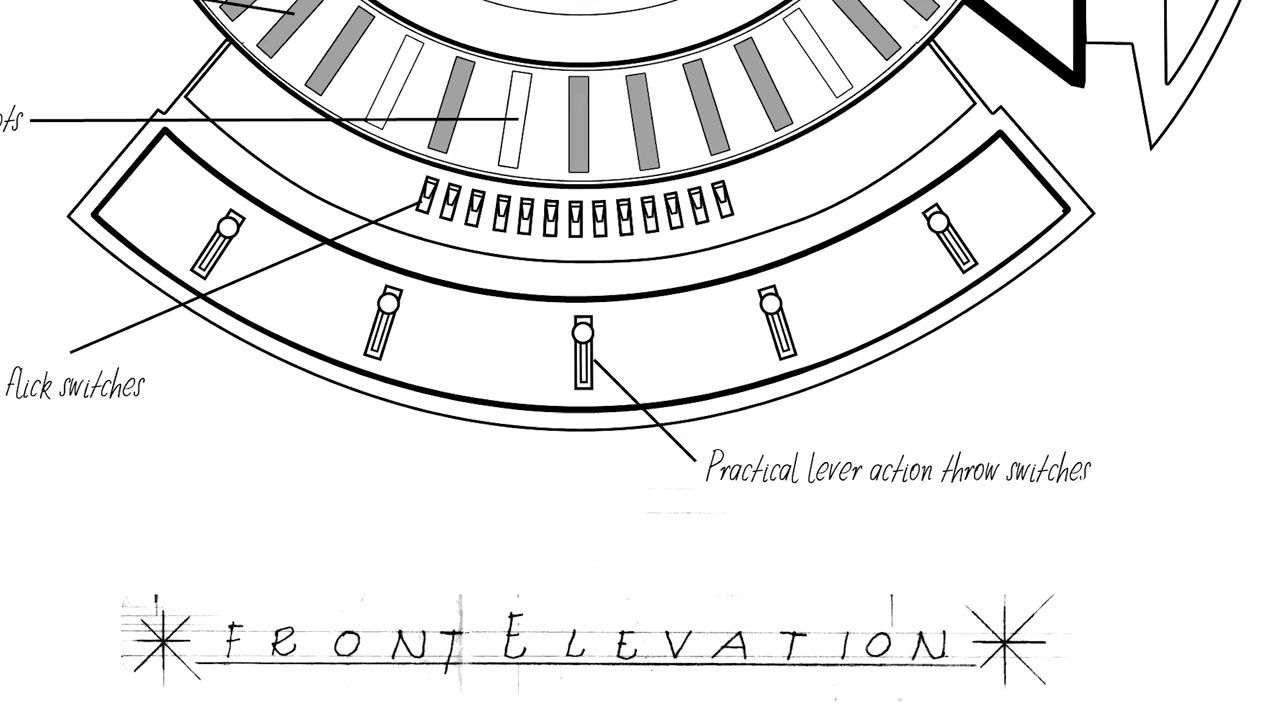 flick switches
Practical lever action throw switches
FRONT ELEVATION